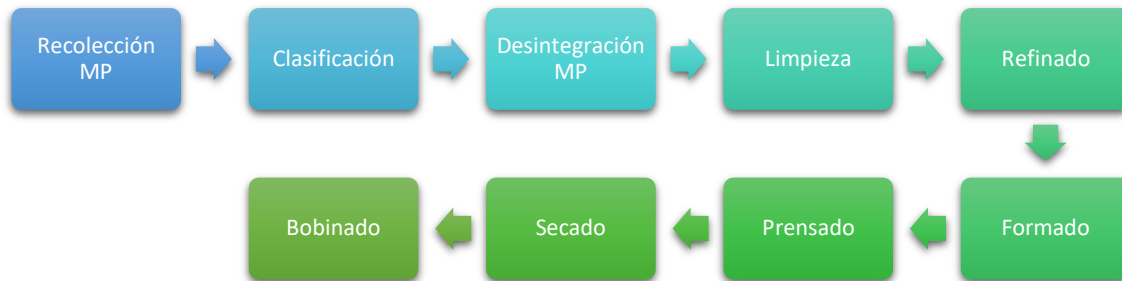 Recolección
MP
Clasificación
Desintegración
MP
Limpieza
Refinado
Formado
Prensado
Secado
Bobinado